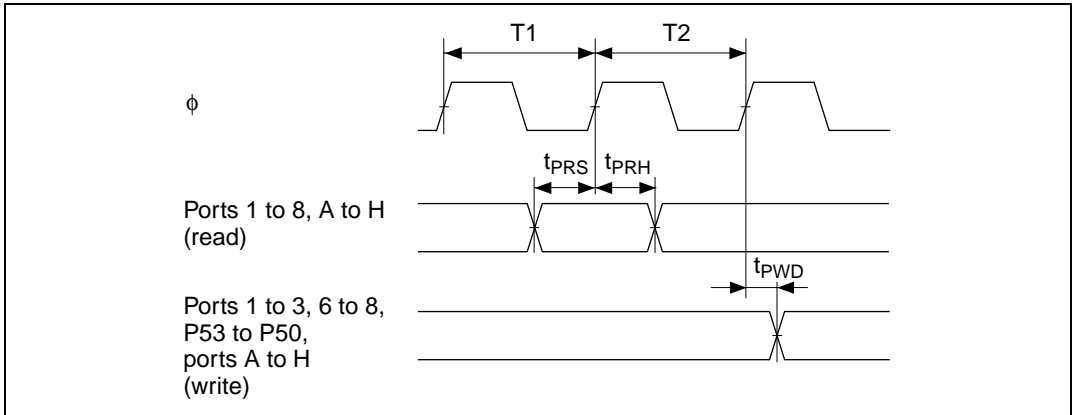 T1 T2
ϕ
tPRS tPRH
Ports 1 to 8, A to H
(read)
tPWD
Ports 1 to 3, 6 to 8,
P53 to P50,
ports A to H
(write)